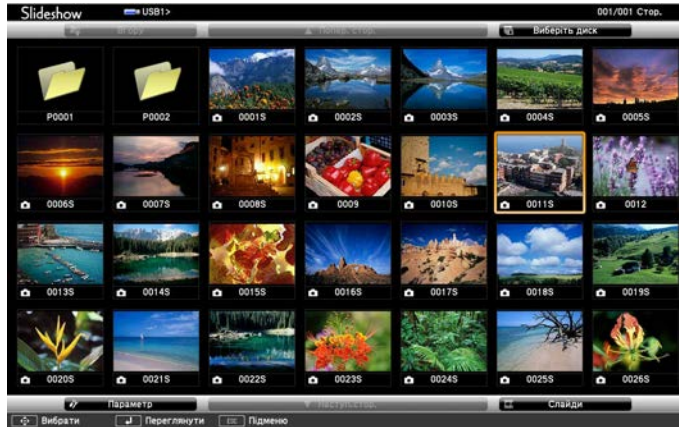 Slideshow USB1> 001/001 Стор.
Вгору ▲ Попер. стор. Виберіть диск
P0001 P0002 0001S 0002S 0003S 0004S 0005S
0006S 0007S 0008S 0009 0010S 0011S 0012
0013S 0014S 0015S 0016S 0017S 0018S 0019S
0020S 0021S 0022S 0023S 0024S 0025S 0026S
Параметр ▼ Наступ.стор. Слайди
Вибрати Переглянути Esc Підменю